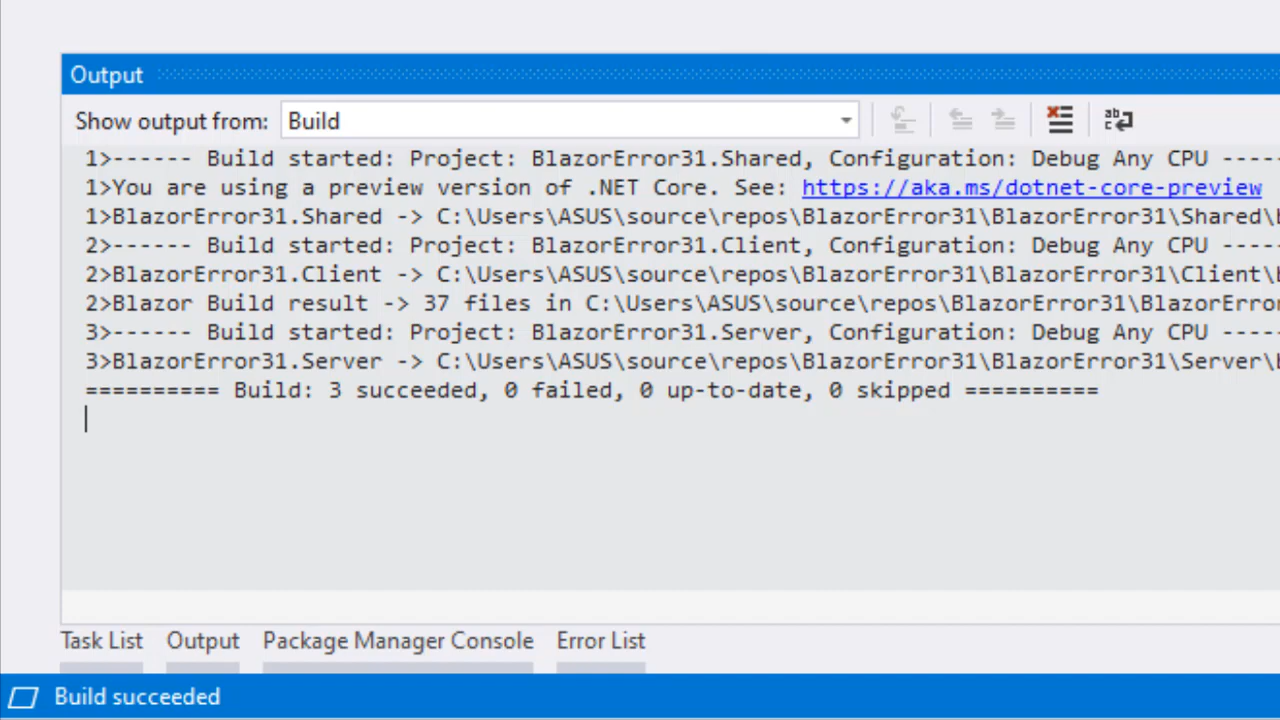 Output
Show output from: Build
1>------ Build started: Project: BlazorError31.Shared, Configuration: Debug Any CPU -----
1>You are using a preview version of .NET Core. See: https://aka.ms/dotnet-core-preview
1>BlazorError31.Shared -> C:\Users\ASUS\source\repos\BlazorError31\BlazorError31\Shared\
2>------ Build started: Project: BlazorError31.Client, Configuration: Debug Any CPU -----
2>BlazorError31.Client -> C:\Users\ASUS\source\repos\BlazorError31\BlazorError31\Client\
2>Blazor Build result -> 37 files in C:\Users\ASUS\source\repos\BlazorError31\BlazorErro
3>------ Build started: Project: BlazorError31.Server, Configuration: Debug Any CPU -----
3>BlazorError31.Server -> C:\Users\ASUS\source\repos\BlazorError31\BlazorError31\Server\
========== Build: 3 succeeded, 0 failed, 0 up-to-date, 0 skipped ==========
Task List Output Package Manager Console Error List
Build succeeded